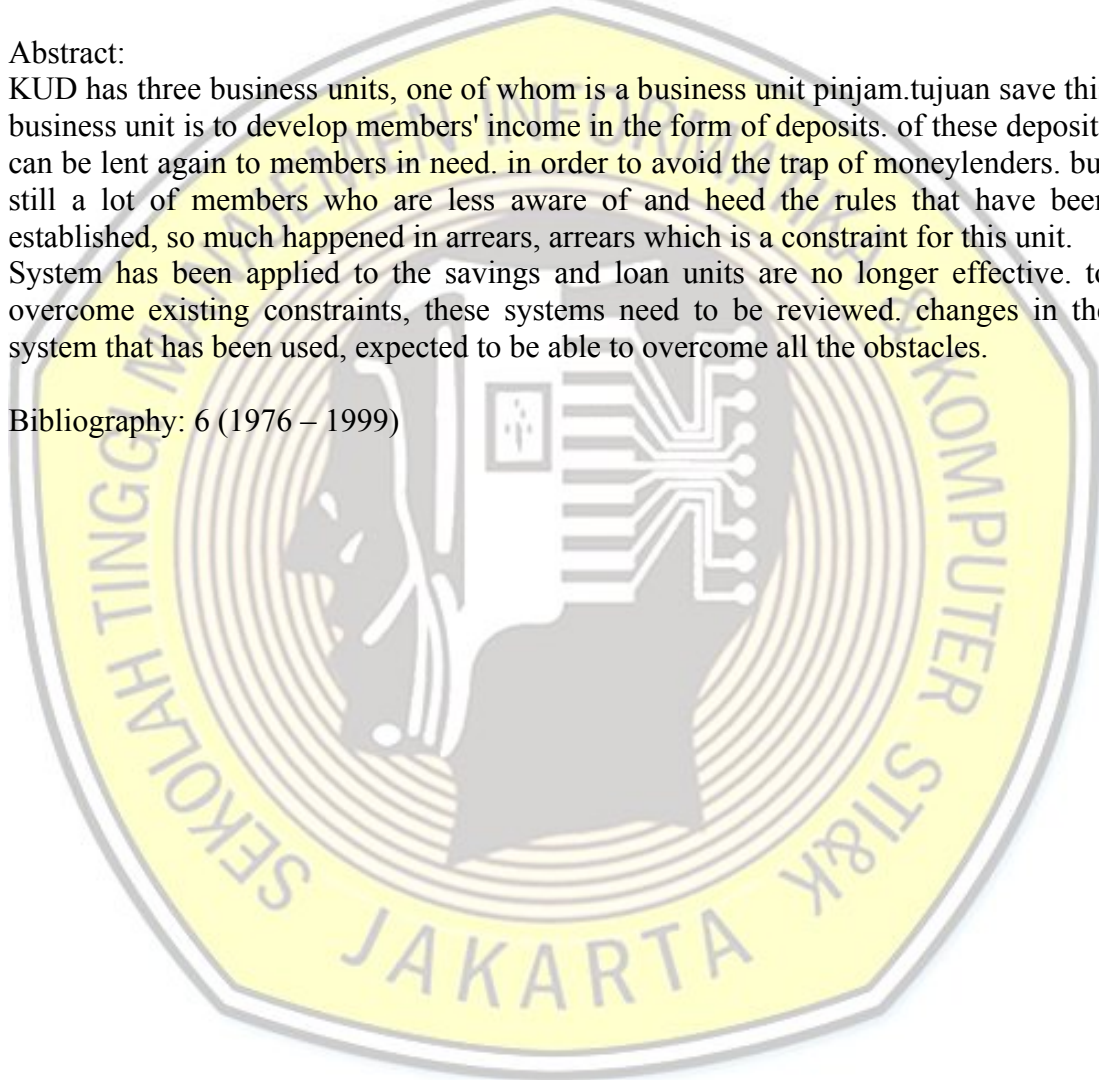 Abstract:
KUD has three business units, one of whom is a business unit pinjam.tujuan save thi
business unit is to develop members' income in the form of deposits. of these deposit
can be lent again to members in need. in order to avoid the trap of moneylenders. bu
still a lot of members who are less aware of and heed the rules that have been
established, so much happened in arrears, arrears which is a constraint for this unit.
System has been applied to the savings and loan units are no longer effective. to
overcome existing constraints, these systems need to be reviewed. changes in the
system that has been used, expected to be able to overcome all the obstacles.
Bibliography: 6 (1976 – 1999)
SEKOLAH TINGGI MANAJEMEN INFORMATIKA & KOMPUTER STI&K
JAKARTA